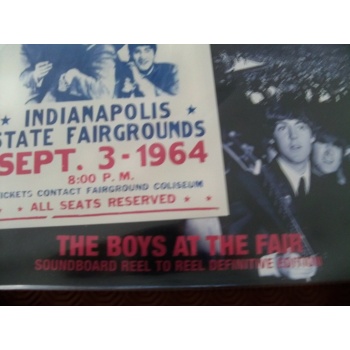 INDIANAPOLIS
STATE FAIRGROUNDS
SEPT. 3-1964
8:00 P. M.
TICKETS CONTACT FAIRGROUND COLISEUM
★ ALL SEATS RESERVED ★
THE BOYS AT THE FAIR
SOUNDBOARD REEL TO REEL DEFINITIVE EDITION